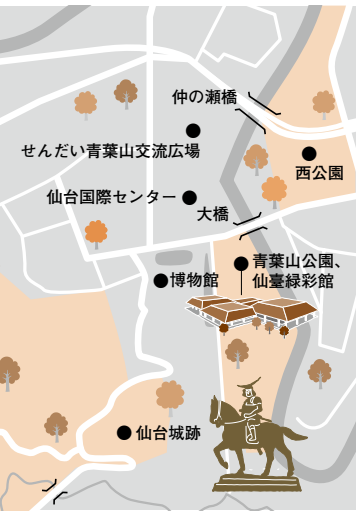 仲の瀬橋
せんだい青葉山交流広場
西公園
仙台国際センター
大橋
青葉山公園、
仙臺緑彩館
博物館
仙台城跡